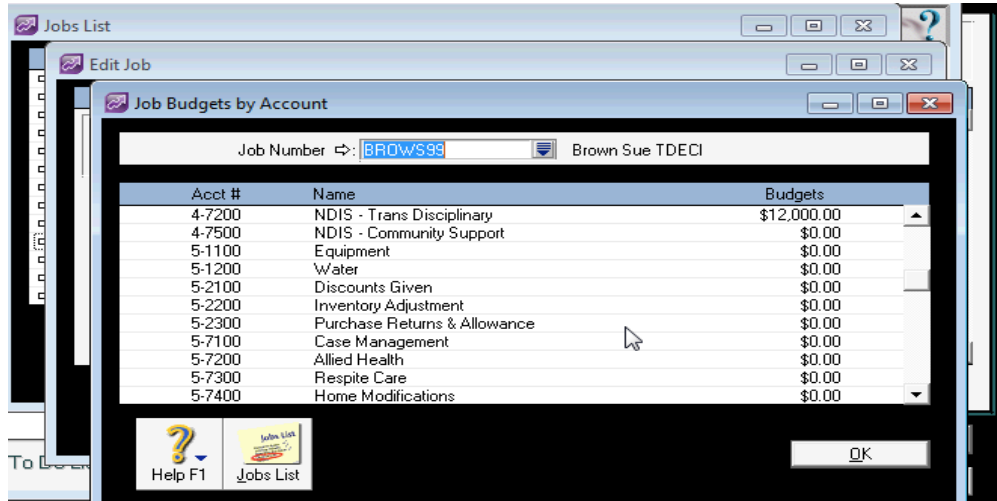 Jobs List
Edit Job
Job Budgets by Account
Job Number ⇨: BROWS99 Brown Sue TDECI
Acct # Name Budgets
4-7200 NDIS - Trans Disciplinary $12,000.00
4-7500 NDIS - Community Support $0.00
5-1100 Equipment $0.00
5-1200 Water $0.00
5-2100 Discounts Given $0.00
5-2200 Inventory Adjustment $0.00
5-2300 Purchase Returns & Allowance $0.00
5-7100 Case Management $0.00
5-7200 Allied Health $0.00
5-7300 Respite Care $0.00
5-7400 Home Modifications $0.00
Jobs List
Help F1 Jobs List
OK
To Do